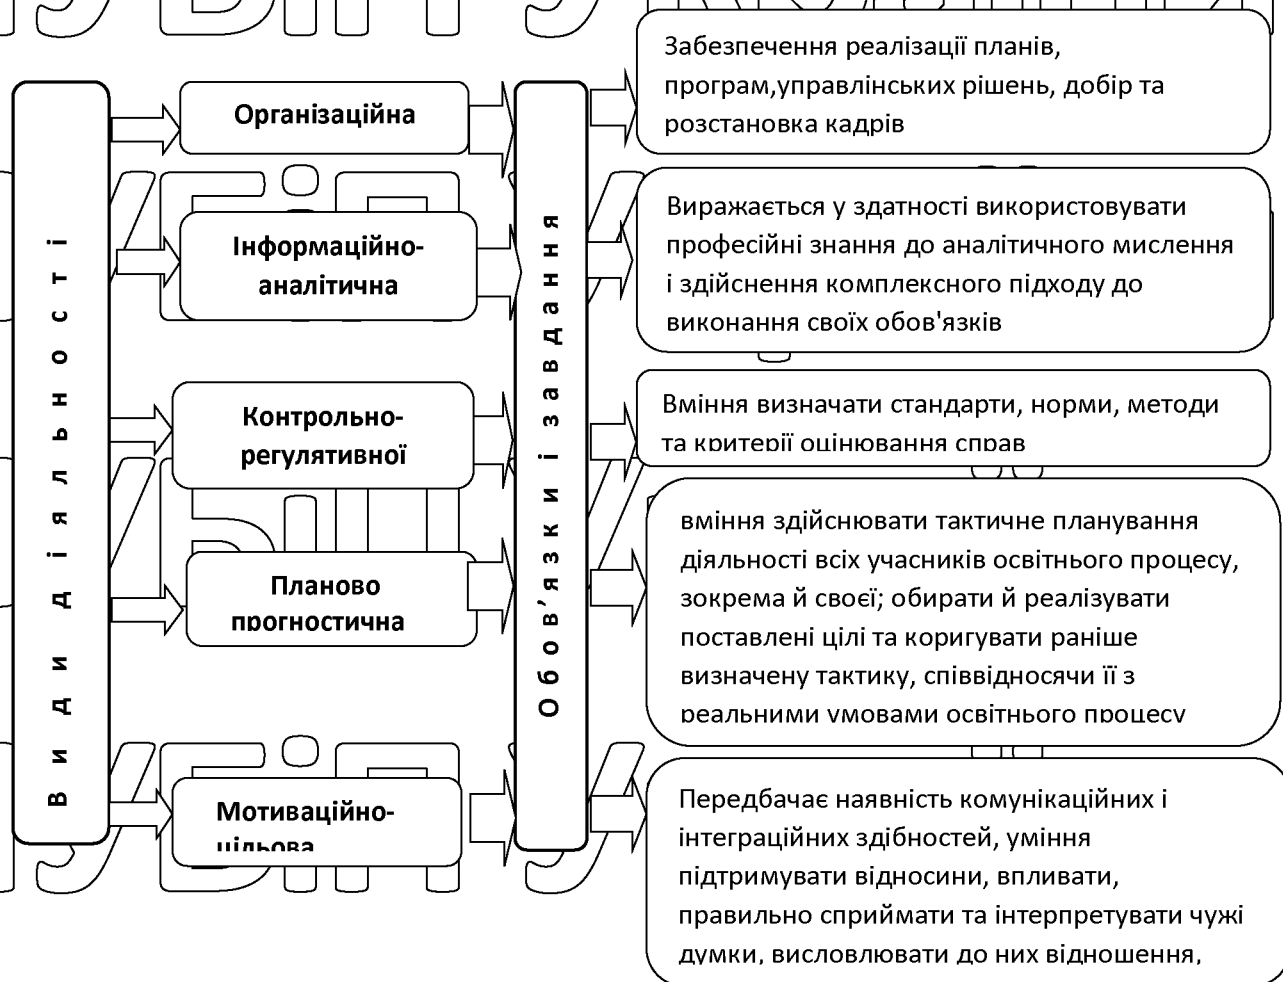 Види діяльності
Організаційна
Інформаційно-
аналітична
Контрольно-
регулятивної
Планово
прогностична
Мотиваційно-
цільова
Обов’язки і завдання
Забезпечення реалізації планів,
програм,управлінських рішень, добір та
розстановка кадрів
Виражається у здатності використовувати
професійні знання до аналітичного мислення
і здійснення комплексного підходу до
виконання своїх обов'язків
Вміння визначати стандарти, норми, методи
та критерії оцінювання справ
вміння здійснювати тактичне планування
діяльності всіх учасників освітнього процесу,
зокрема й своєї; обирати й реалізувати
поставлені цілі та коригувати раніше
визначену тактику, співвідносячи її з
реальними умовами освітнього процесу
Передбачає наявність комунікаційних і
інтеграційних здібностей, уміння
підтримувати відносини, впливати,
правильно сприймати та інтерпретувати чужі
думки, висловлювати до них відношення,